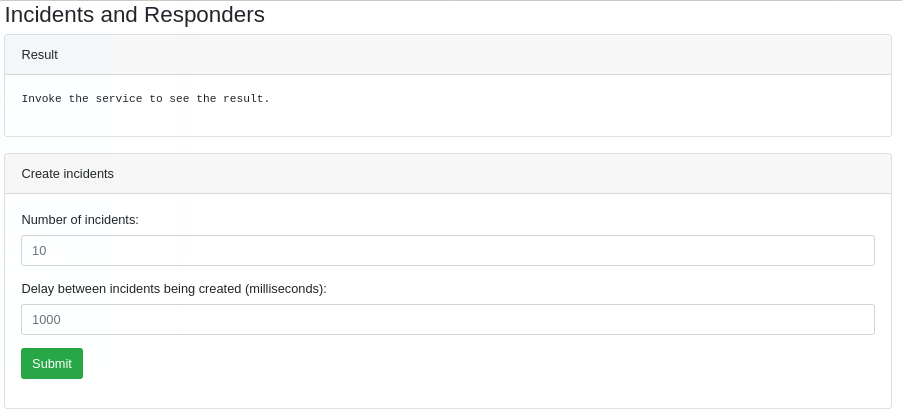 Incidents and Responders
Result
Invoke the service to see the result.
Create incidents
Number of incidents:
10
Delay between incidents being created (milliseconds):
1000
Submit